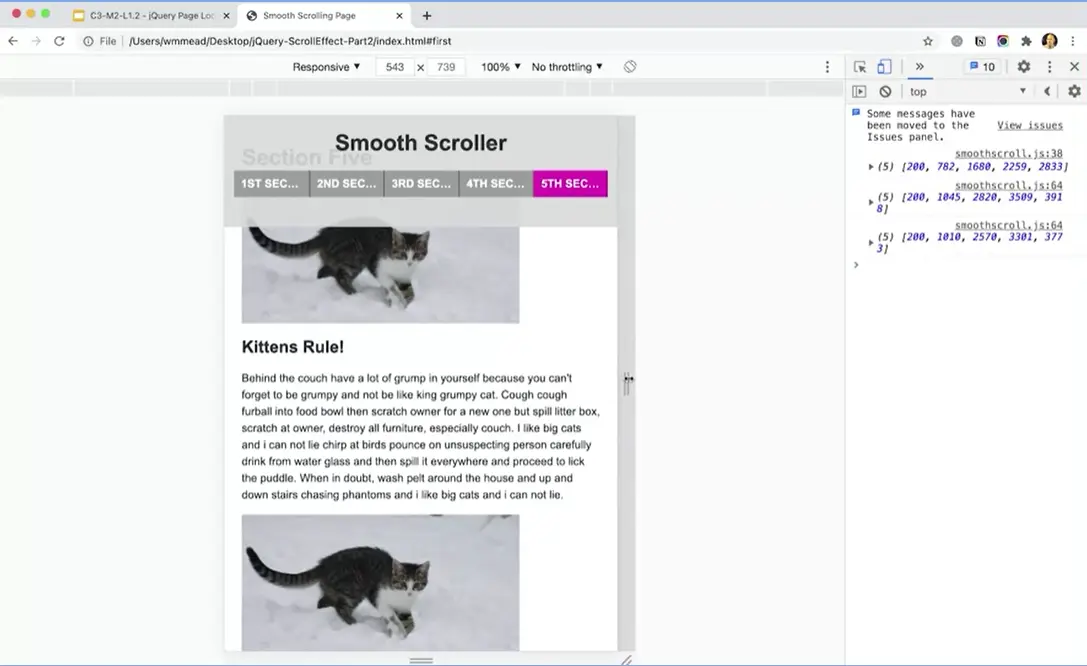 C3-M2-L1.2 - jQuery Page Loc
Smooth Scrolling Page
File
/Users/wmmead/Desktop/jQuery-ScrollEffect-Part2/index.html#first
Responsive ▼ 543 × 739 100% ▼ No throttling ▼
10
top
Some messages have
been moved to the
Issues panel.
View issues
smoothscroll.js:38
(5) [200, 782, 1680, 2259, 2833]
smoothscroll.js:64
(5) [200, 1045, 2820, 3509, 391
8]
smoothscroll.js:64
(5) [200, 1010, 2570, 3301, 377
3]
Smooth Scroller
Section Five
1ST SEC...
2ND SEC...
3RD SEC...
4TH SEC...
5TH SEC...
Kittens Rule!
Behind the couch have a lot of grump in yourself because you can't
forget to be grumpy and not be like king grumpy cat. Cough cough
furball into food bowl then scratch owner for a new one but spill litter box,
scratch at owner, destroy all furniture, especially couch. I like big cats
and i can not lie chirp at birds pounce on unsuspecting person carefully
drink from water glass and then spill it everywhere and proceed to lick
the puddle. When in doubt, wash pelt around the house and up and
down stairs chasing phantoms and i like big cats and i can not lie.